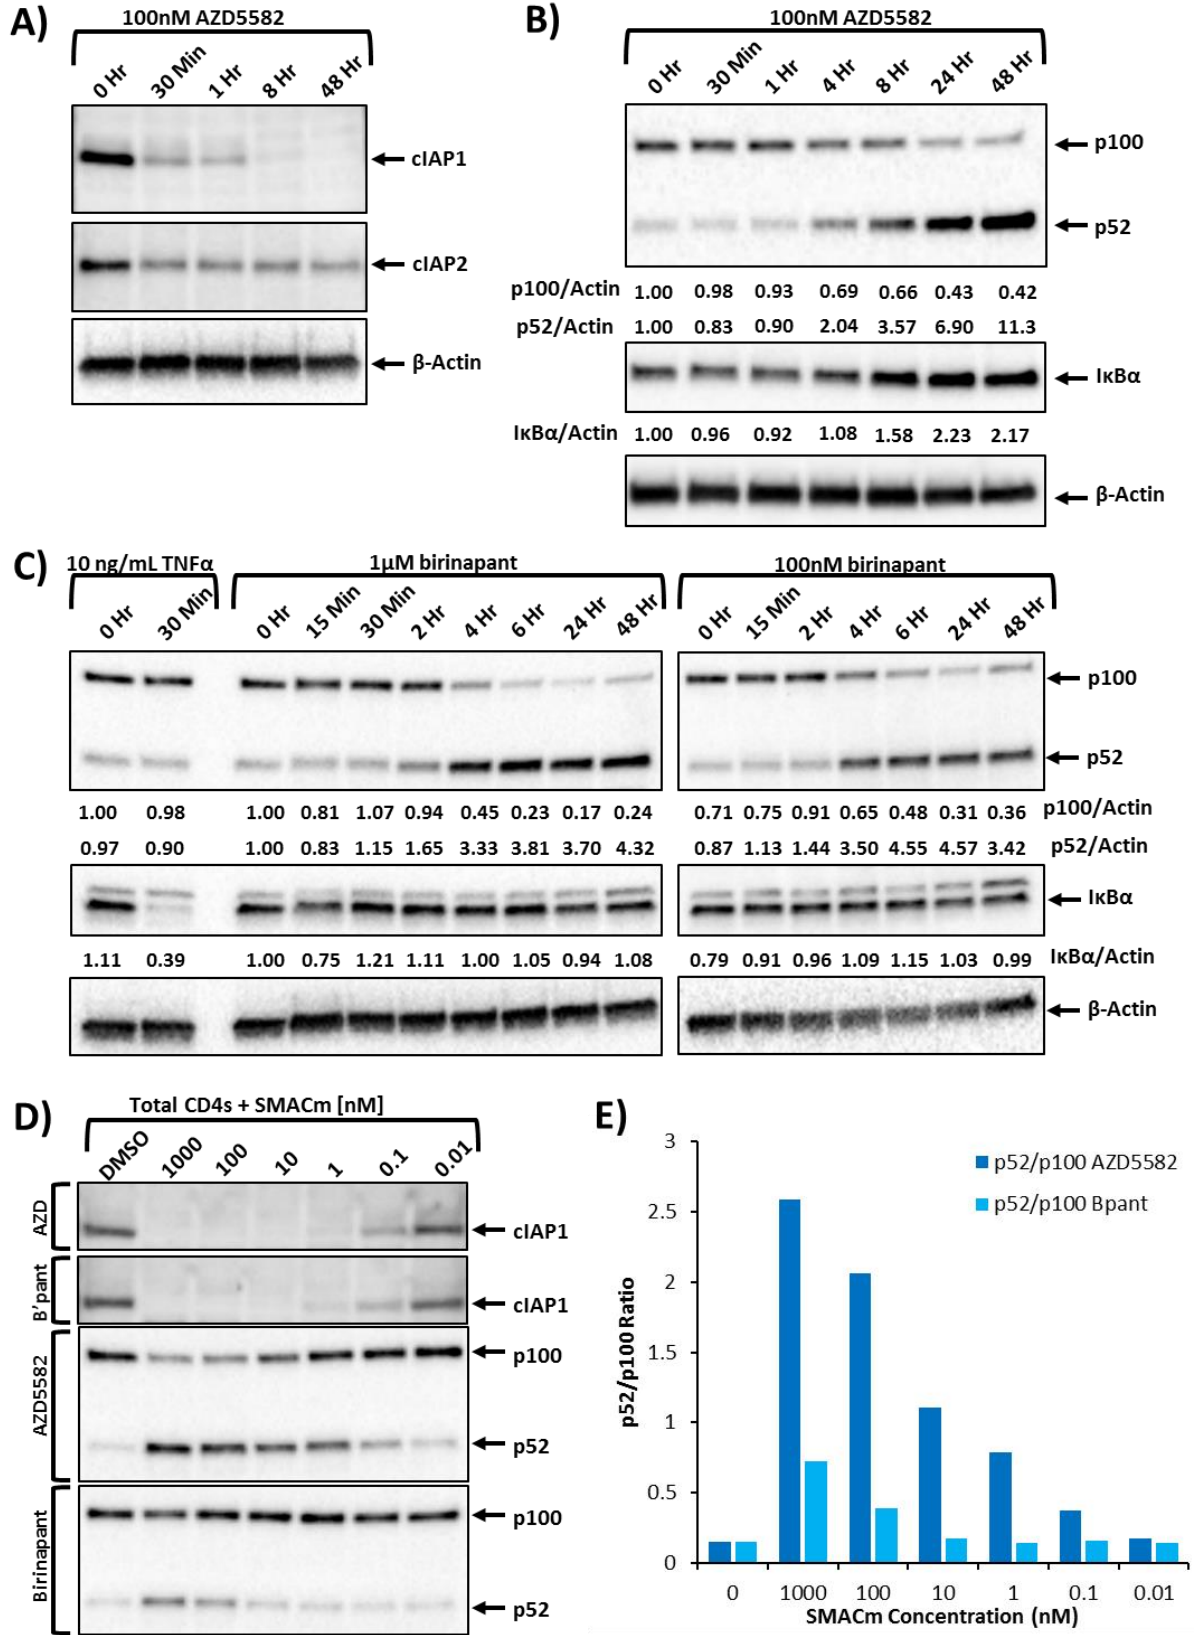 A)
100nM AZD5582
0 Hr 30 Min 1 Hr 8 Hr 48 Hr
cIAP1
cIAP2
β-Actin
B)
100nM AZD5582
0 Hr 30 Min 1 Hr 4 Hr 8 Hr 24 Hr 48 Hr
p100
p52
p100/Actin 1.00 0.98 0.93 0.69 0.66 0.43 0.42
p52/Actin 1.00 0.83 0.90 2.04 3.57 6.90 11.3
IκBα
IκBα/Actin 1.00 0.96 0.92 1.08 1.58 2.23 2.17
β-Actin
C)
10 ng/mL TNFα 1μM birinapant 100nM birinapant
0 Hr 30 Min 0 Hr 15 Min 30 Min 2 Hr 4 Hr 6 Hr 24 Hr 48 Hr 0 Hr 15 Min 2 Hr 4 Hr 6 Hr 24 Hr 48 Hr
p100
p52
1.00 0.98 1.00 0.81 1.07 0.94 0.45 0.23 0.17 0.24 0.71 0.75 0.91 0.65 0.48 0.31 0.36 p100/Actin
0.97 0.90 1.00 0.83 1.15 1.65 3.33 3.81 3.70 4.32 0.87 1.13 1.44 3.50 4.55 4.57 3.42 p52/Actin
IκBα
1.11 0.39 1.00 0.75 1.21 1.11 1.00 1.05 0.94 1.08 0.79 0.91 0.96 1.09 1.15 1.03 0.99 IκBα/Actin
β-Actin
D)
Total CD4s + SMACm [nM]
DMSO 1000 100 10 1 0.1 0.01
AZD
cIAP1
B'pant
cIAP1
AZD5582
p100
p52
Birinapant
p100
p52
E)
p52/p100 AZD5582
p52/p100 Bpant
p52/p100 Ratio
3
2.5
2
1.5
1
0.5
0
0 1000 100 10 1 0.1 0.01
SMACm Concentration (nM)